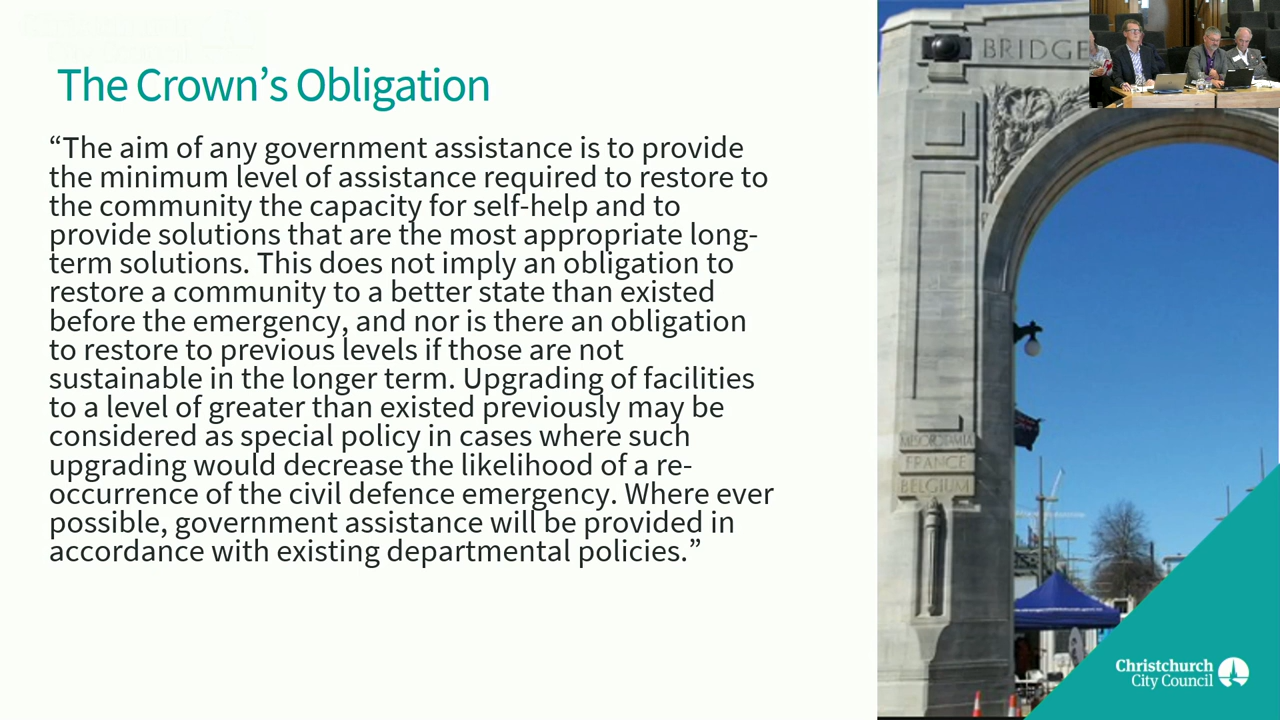 The Crown’s Obligation
“The aim of any government assistance is to provide
the minimum level of assistance required to restore to
the community the capacity for self-help and to
provide solutions that are the most appropriate long-
term solutions. This does not imply an obligation to
restore a community to a better state than existed
before the emergency, and nor is there an obligation
to restore to previous levels if those are not
sustainable in the longer term. Upgrading of facilities
to a level of greater than existed previously may be
considered as special policy in cases where such
upgrading would decrease the likelihood of a re-
occurrence of the civil defence emergency. Where ever
possible, government assistance will be provided in
accordance with existing departmental policies.”
BRIDGE
MESOPOTAMIA
FRANCE
BELGIUM
Christchurch
City Council